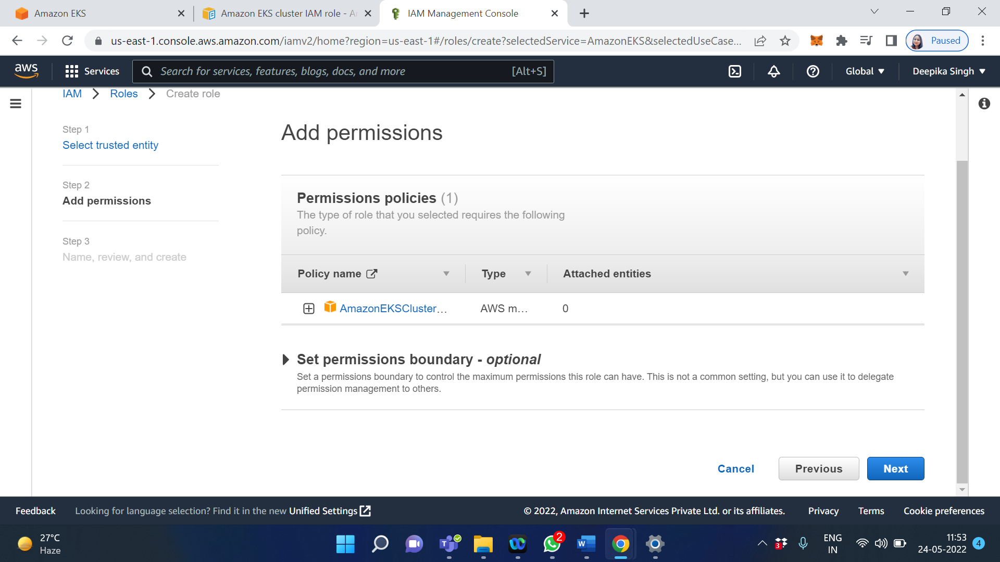 Amazon EKS
Amazon EKS cluster IAM role - A
IAM Management Console
us-east-1.console.aws.amazon.com/iamv2/home?region=us-east-1#/roles/create?selectedService=AmazonEKS&selectedUseCase...
Paused
aws
Services
Search for services, features, blogs, docs, and more
[Alt+S]
Global
Deepika Singh
IAM
Roles
Create role
Step 1
Select trusted entity
Step 2
Add permissions
Step 3
Name, review, and create
Add permissions
Permissions policies (1)
The type of role that you selected requires the following
policy.
Policy name
Type
Attached entities
AmazonEKSCluster...
AWS m...
0
Set permissions boundary - optional
Set a permissions boundary to control the maximum permissions this role can have. This is not a common setting, but you can use it to delegate
permission management to others.
Cancel
Previous
Next
Feedback
Looking for language selection? Find it in the new Unified Settings
© 2022, Amazon Internet Services Private Ltd. or its affiliates.
Privacy
Terms
Cookie preferences
27°C
Haze
2
3
ENG
IN
11:53
24-05-2022
4